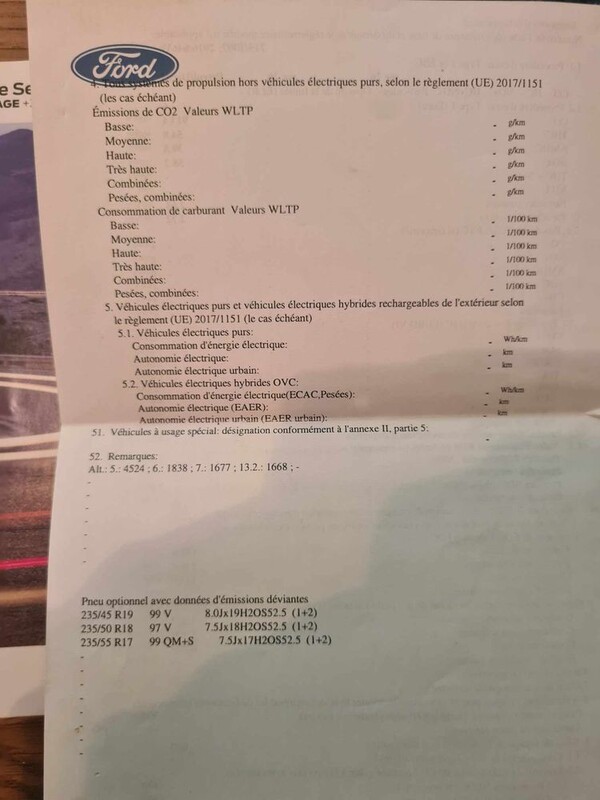 Ford
4. Tous systèmes de propulsion hors véhicules électriques purs, selon le règlement (UE) 2017/1151
(les cas échéant)
Émissions de CO2 Valeurs WLTP
Basse: - g/km
Moyenne: - g/km
Haute: - g/km
Très haute: - g/km
Combinées: - g/km
Pesées, combinées: - g/km
Consommation de carburant Valeurs WLTP
Basse: - 1/100 km
Moyenne: - 1/100 km
Haute: - 1/100 km
Très haute: - 1/100 km
Combinées: - 1/100 km
Pesées, combinées: - 1/100 km
5. Véhicules électriques purs et véhicules électriques hybrides rechargeables de l'extérieur selon
le règlement (UE) 2017/1151 (le cas échéant)
5.1. Véhicules électriques purs:
Consommation d'énergie électrique: - Wh/km
Autonomie électrique: - km
Autonomie électrique urbain: - km
5.2. Véhicules électriques hybrides OVC:
Consommation d'énergie électrique(ECAC,Pesées): - Wh/km
Autonomie électrique (EAER): - km
Autonomie électrique urbain (EAER urbain): - km
51. Véhicules à usage spécial: désignation conformément à l'annexe II, partie 5: -
52. Remarques:
Alt.: 5.: 4524 ; 6.: 1838 ; 7.: 1677 ; 13.2.: 1668 ; -
Pneu optionnel avec données d'émissions déviantes
235/45 R19 99 V 8.0Jx19H2OS52.5 (1+2)
235/50 R18 97 V 7.5Jx18H2OS52.5 (1+2)
235/55 R17 99 QM+S 7.5Jx17H2OS52.5 (1+2)